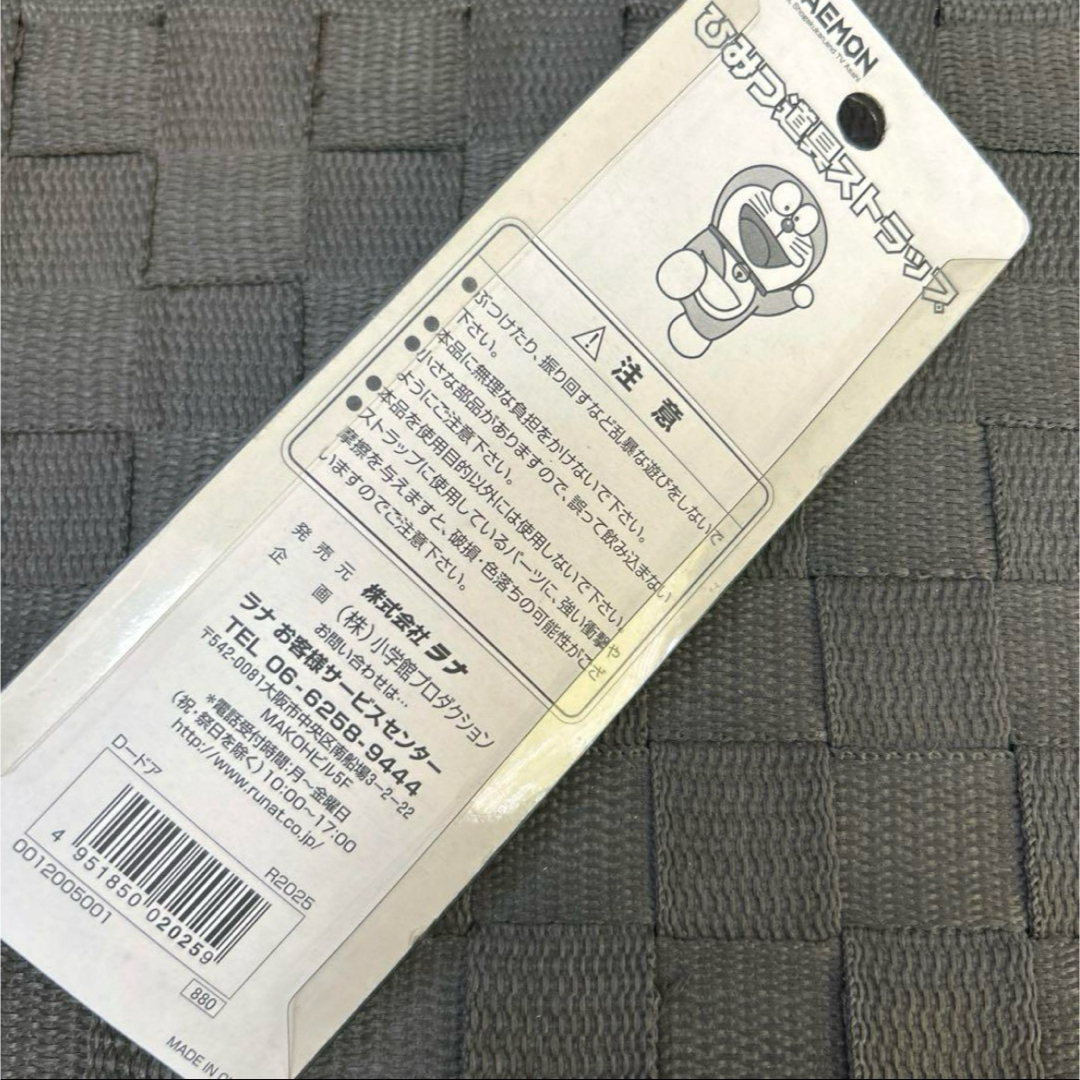 AEMON
ひみつ道具ストラップ
注意
●ぶつけたり、振り回すなど乱暴な遊びをしないで
下さい。
●本品に無理な負担をかけないで下さい。
●小さな部品がありますので、誤って飲み込まない
ようにご注意下さい。
●本品を使用目的以外には使用しないで下さい。
●ストラップに使用しているパーツに、強い衝撃や
摩擦を与えますと、破損・色落ちの可能性がござ
いますのでご注意下さい。
発売元 株式会社ラナ
企画 (株)小学館プロダクション
お問い合わせは…
ラナ お客様サービスセンター
TEL 06-6258-9444
〒542-0081大阪市中央区南船場3-2-22
MAKOHビル5F
*電話受付時間:月〜金曜日
(祝,祭日を除く)10:00〜17:00
http://www.runat.co.jp/
Dードア
R2025
4 951850 020259
0012005001
880
MADE IN